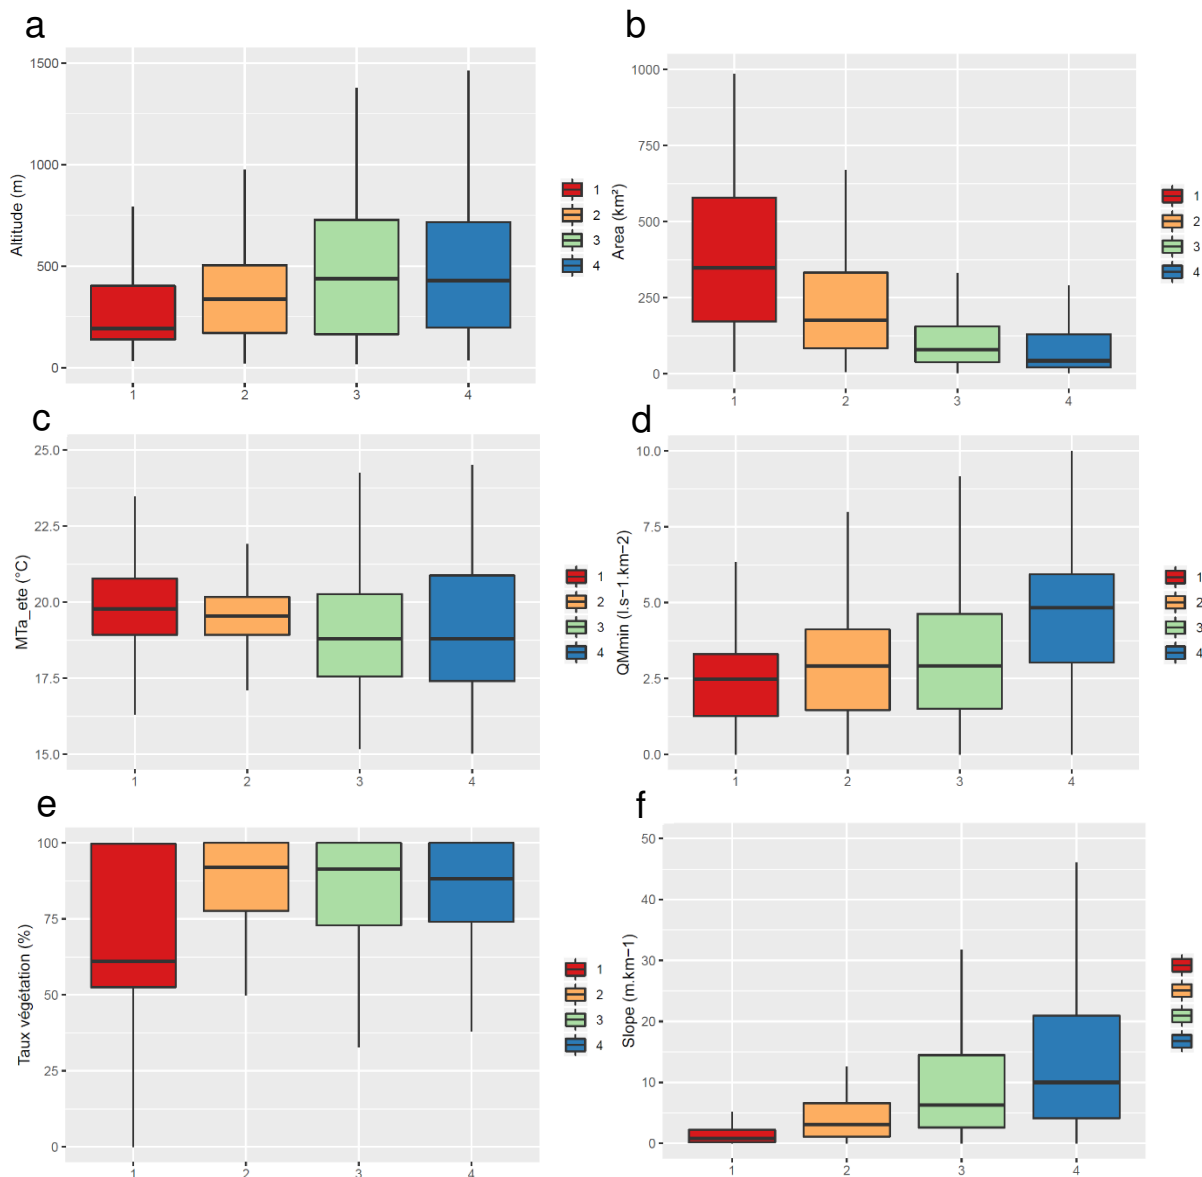 a
1500
1000
500
0
Altitude (m)
1 2 3 4
1
2
3
4
b
1000
750
500
250
0
Area (km²)
1 2 3 4
1
2
3
4
c
25.0
22.5
20.0
17.5
15.0
MTa_ete (°C)
1 2 3 4
1
2
3
4
d
10.0
7.5
5.0
2.5
0.0
QMmin (l.s−1.km−2)
1 2 3 4
1
2
3
4
e
100
75
50
25
0
Taux végétation (%)
1 2 3 4
1
2
3
4
f
50
40
30
20
10
0
Slope (m.km−1)
1 2 3 4